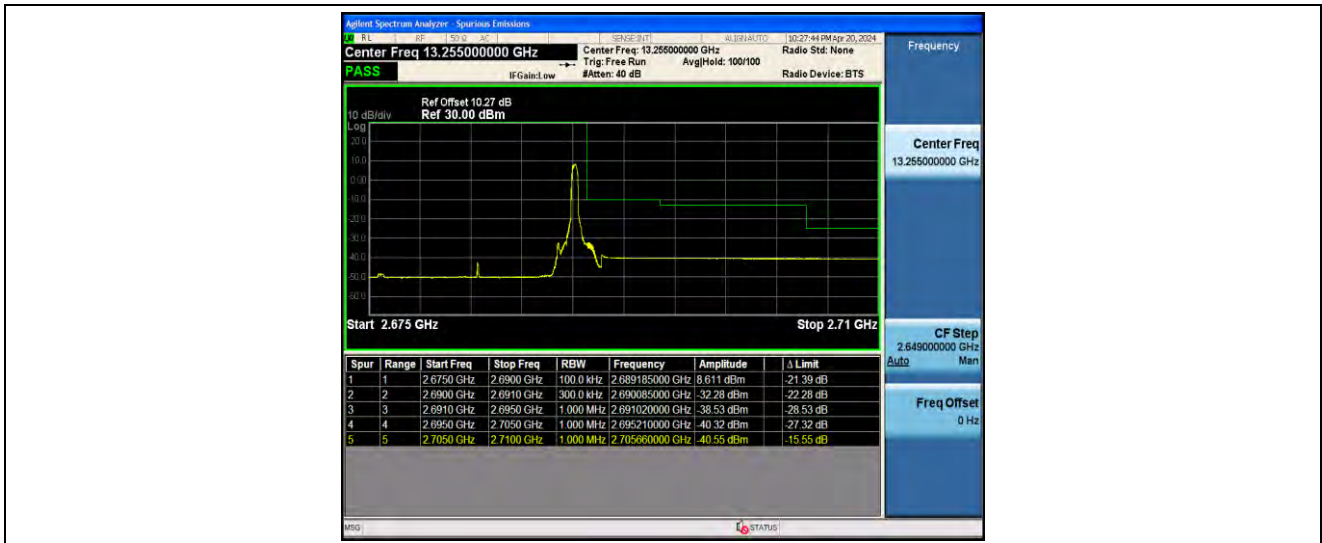 Agilent Spectrum Analyzer - Spurious Emissions
RL RF 50 Ω AC SENSE:INT ALIGN AUTO 10:27:44 PM Apr 20, 2024
Center Freq 13.255000000 GHz
Center Freq: 13.255000000 GHz
Radio Std: None
Trig: Free Run Avg|Hold: 100/100
PASS
IFGain:Low
#Atten: 40 dB
Radio Device: BTS
Ref Offset 10.27 dB
10 dB/div Ref 30.00 dBm
Log
20.0
10.0
0.00
-10.0
-20.0
-30.0
-40.0
-50.0
-60.0
Start 2.675 GHz Stop 2.71 GHz
Spur Range Start Freq Stop Freq RBW Frequency Amplitude Δ Limit
1 1 2.6750 GHz 2.6900 GHz 100.0 kHz 2.689185000 GHz 8.611 dBm -21.39 dB
2 2 2.6900 GHz 2.6910 GHz 300.0 kHz 2.690085000 GHz -32.28 dBm -22.28 dB
3 3 2.6910 GHz 2.6950 GHz 1.000 MHz 2.691020000 GHz -38.53 dBm -28.53 dB
4 4 2.6950 GHz 2.7050 GHz 1.000 MHz 2.695210000 GHz -40.32 dBm -27.32 dB
5 5 2.7050 GHz 2.7100 GHz 1.000 MHz 2.705660000 GHz -40.55 dBm -15.55 dB
MSG STATUS
Frequency
Center Freq
13.255000000 GHz
CF Step
2.649000000 GHz
Auto Man
Freq Offset
0 Hz